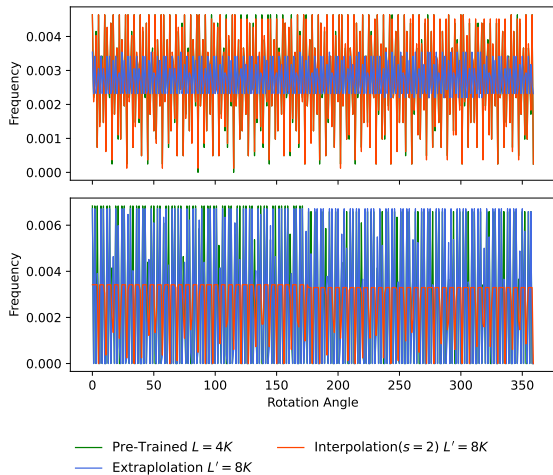 0.004
0.003
0.002
0.001
0.000
Frequency
0.006
0.004
0.002
0.000
Frequency
0 50 100 150 200 250 300 350
Rotation Angle
Pre-Trained L = 4K
Extraplolation L′ = 8K
Interpolation(s = 2) L′ = 8K